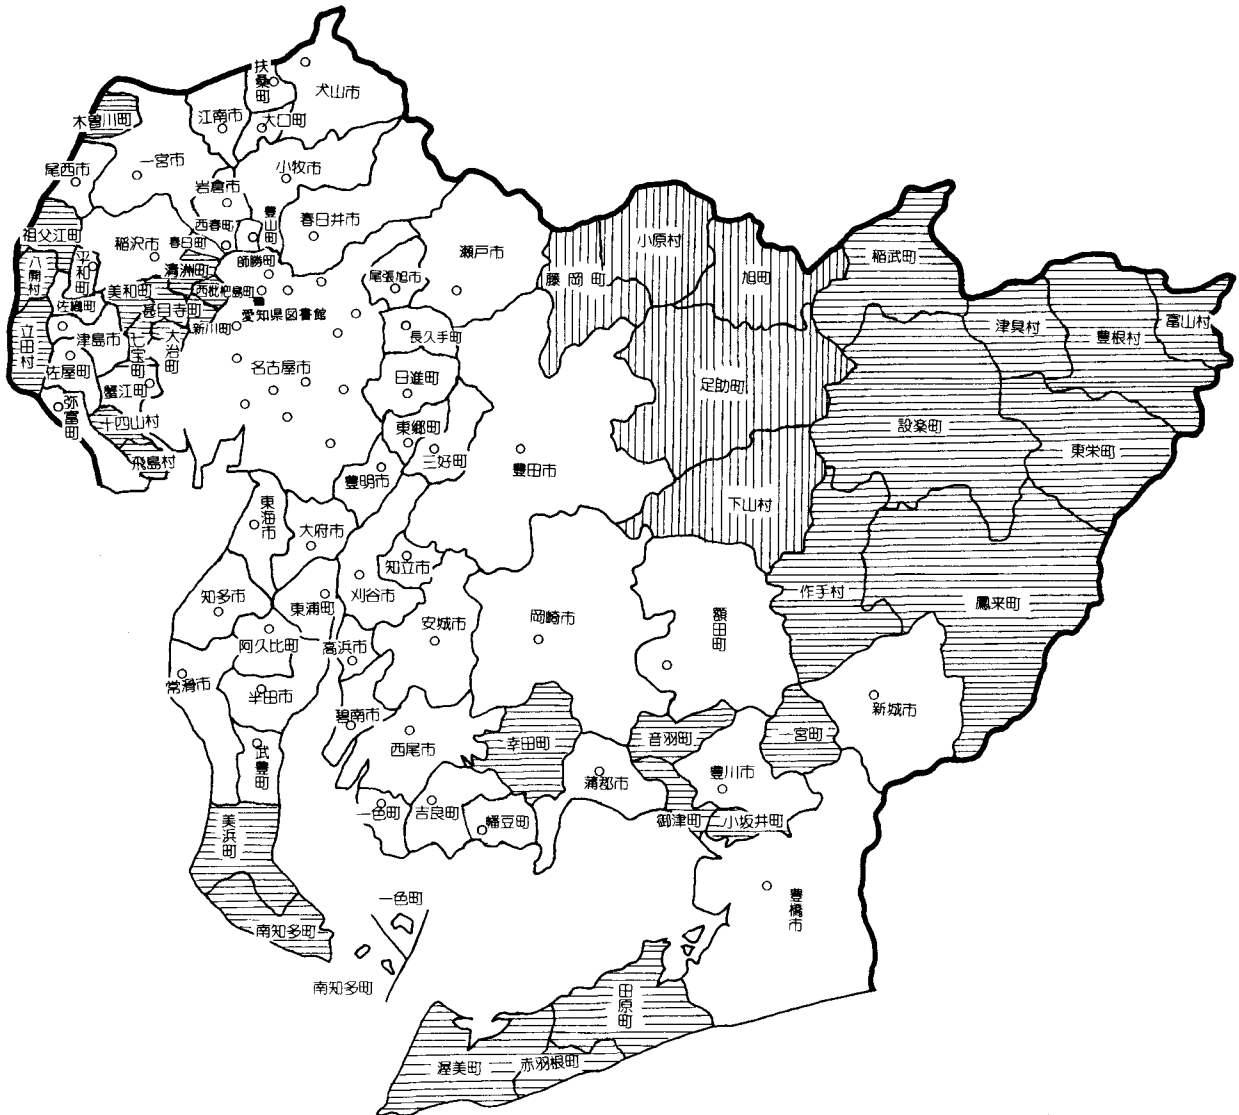 扶桑町
犬山市
木曽川町
江南市
大口町
一宮市
尾西市
小牧市
岩倉市
豊山町
西春町
春日井市
祖父江町
稲沢市
春日町
小原村
瀬戸市
稲武町
師勝町
平和町
八開村
清洲町
尾張旭市
藤岡町
旭町
美和町
西枇杷島町
佐織町
甚目寺町
愛知県図書館
富山村
新川町
津具村
豊根村
立田村
津島市
七宝町
大治町
長久手町
佐屋町
名古屋市
日進町
足助町
蟹江町
弥富町
十四山村
東郷町
設楽町
東栄町
飛島村
三好町
豊田市
豊明市
下山村
東海市
大府市
知立市
知多市
東浦町
刈谷市
作手村
鳳来町
安城市
岡崎市
額田町
阿久比町
高浜市
常滑市
半田市
碧南市
新城市
西尾市
幸田町
音羽町
一宮町
武豊町
豊川市
蒲郡市
一色町
吉良町
幡豆町
御津町
小坂井町
美浜町
一色町
豊橋市
南知多町
南知多町
田原町
渥美町
赤羽根町